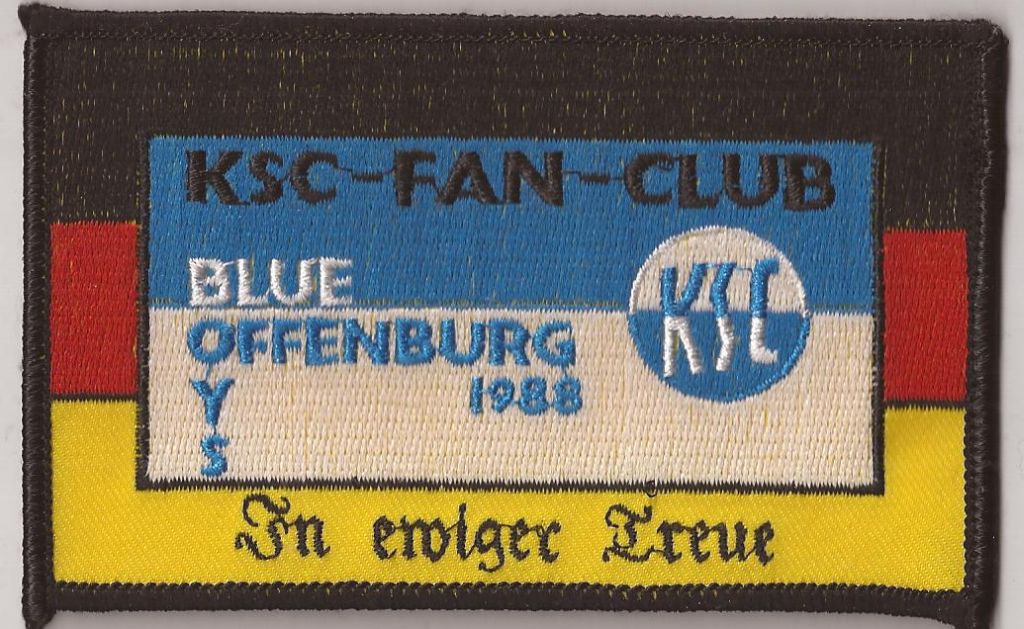 KSC-FAN-CLUB
BLUE
OFFENBURG
Y 1988
S
KSC
In ewiger Treue